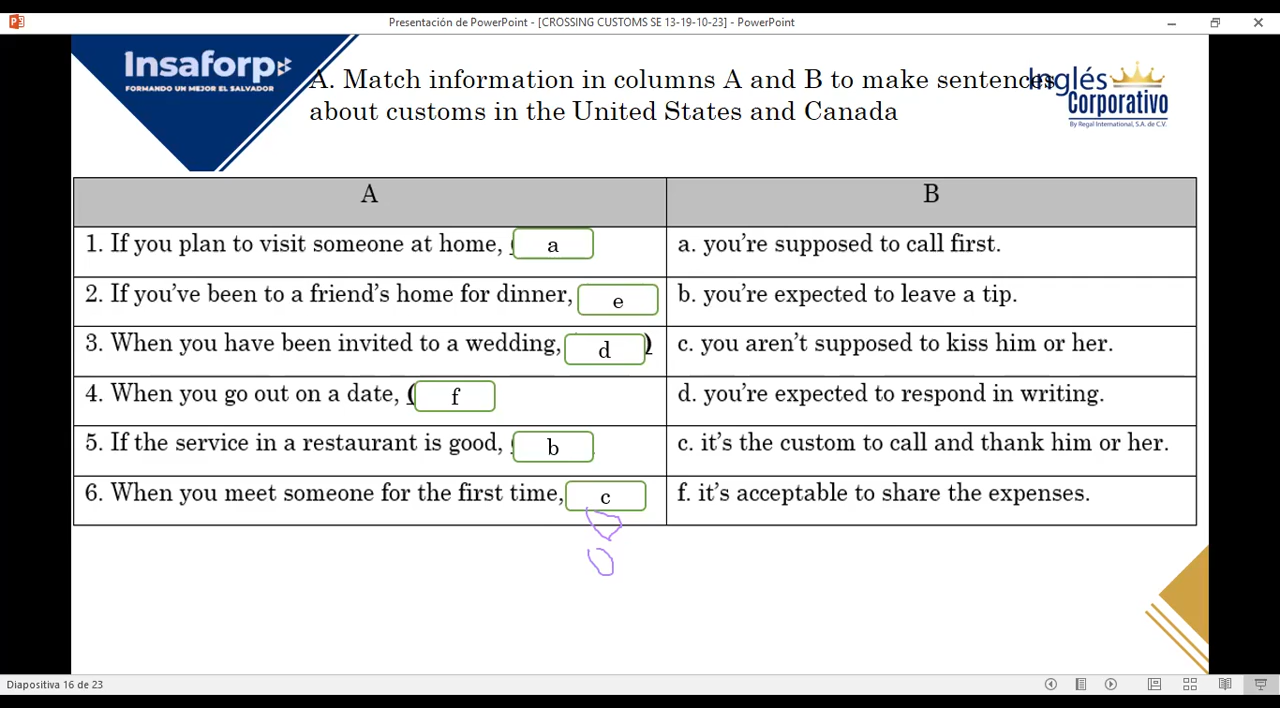 Presentación de PowerPoint - [CROSSING CUSTOMS SE 13-19-10-23] - PowerPoint
Insaforp
FORMANDO UN MEJOR EL SALVADOR
A. Match information in columns A and B to make sentences
about customs in the United States and Canada
Inglés
Corporativo
By Regal International, S.A. de C.V.
A B
1. If you plan to visit someone at home, ( a a. you’re supposed to call first.
2. If you’ve been to a friend’s home for dinner, e b. you’re expected to leave a tip.
3. When you have been invited to a wedding, d ) c. you aren’t supposed to kiss him or her.
4. When you go out on a date, ( f d. you’re expected to respond in writing.
5. If the service in a restaurant is good, ( b c. it’s the custom to call and thank him or her.
6. When you meet someone for the first time, c f. it’s acceptable to share the expenses.
Diapositiva 16 de 23